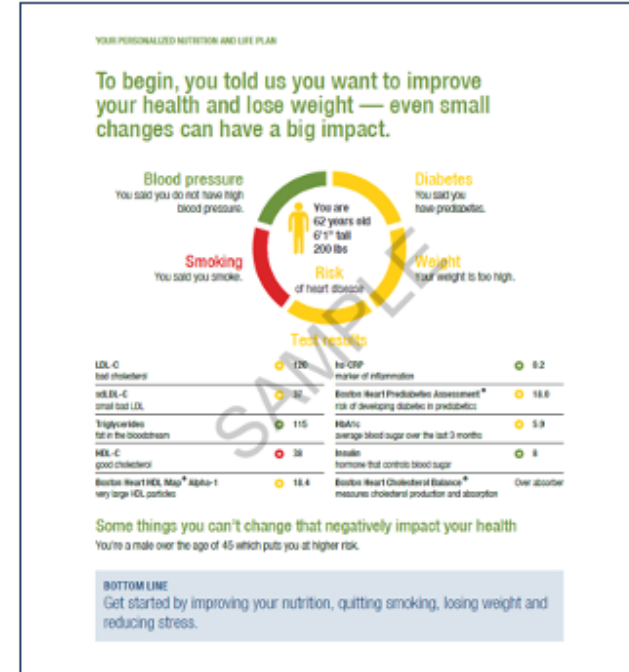 YOUR PERSONALIZED NUTRITION AND LIFE PLAN
To begin, you told us you want to improve
your health and lose weight — even small
changes can have a big impact.
Blood pressure
You said you do not have high
blood pressure.
Diabetes
You said you
have prediabetes.
You are
62 years old
6'1" tall
200 lbs
Risk
of heart disease
Smoking
You said you smoke.
Weight
Your weight is too high.
Test results
SAMPLE
LDL-C 120
bad cholesterol
sdLDL-C 37
small bad LDL
Triglycerides 115
fat in the bloodstream
HDL-C 38
good cholesterol
Boston Heart HDL Map® Alpha-1 18.4
very large HDL particles
hs-CRP 0.2
marker of inflammation
Boston Heart Prediabetes Assessment® 18.0
risk of developing diabetes in prediabetics
HbA1c 5.9
average blood sugar over the last 3 months
Insulin 8
hormone that controls blood sugar
Boston Heart Cholesterol Balance® Over absorber
measures cholesterol production and absorption
Some things you can't change that negatively impact your health
You're a male over the age of 45 which puts you at higher risk.
BOTTOM LINE
Get started by improving your nutrition, quitting smoking, losing weight and
reducing stress.